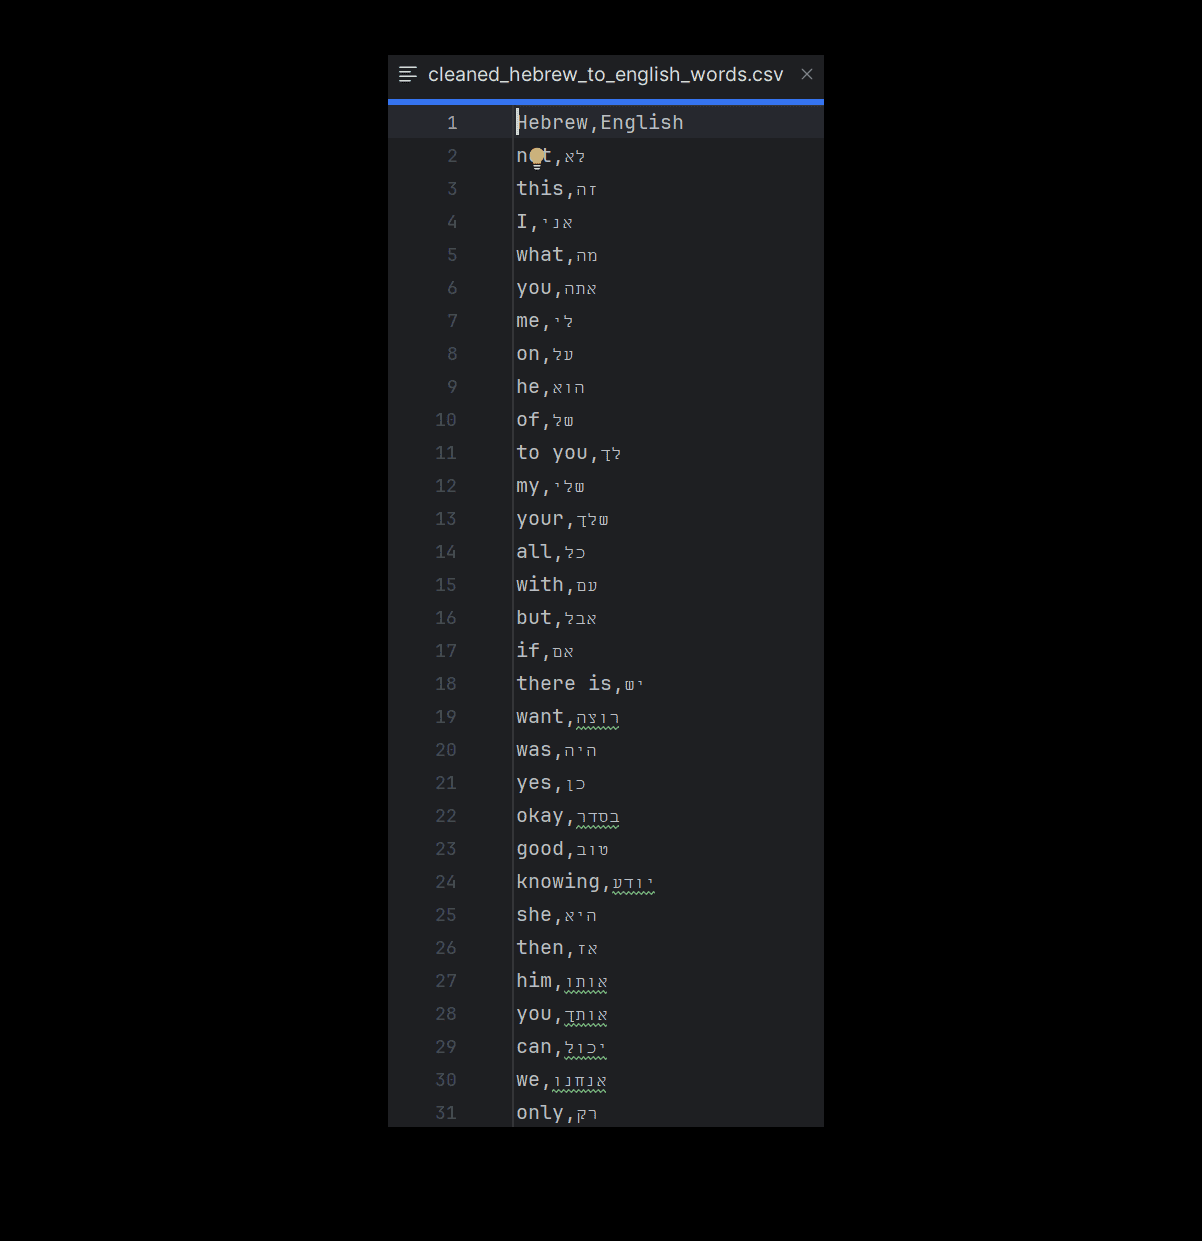 cleaned_hebrew_to_english_words.csv
1 Hebrew,English
2 not,לא
3 this,זה
4 I,אני
5 what,מה
6 you,אתה
7 me,לי
8 on,על
9 he,הוא
10 of,של
11 to you,לך
12 my,שלי
13 your,שלך
14 all,כל
15 with,עם
16 but,אבל
17 if,אם
18 there is,יש
19 want,רוצה
20 was,היה
21 yes,כן
22 okay,בסדר
23 good,טוב
24 knowing,יודע
25 she,היא
26 then,אז
27 him,אותו
28 you,אותך
29 can,יכול
30 we,אנחנו
31 only,רק